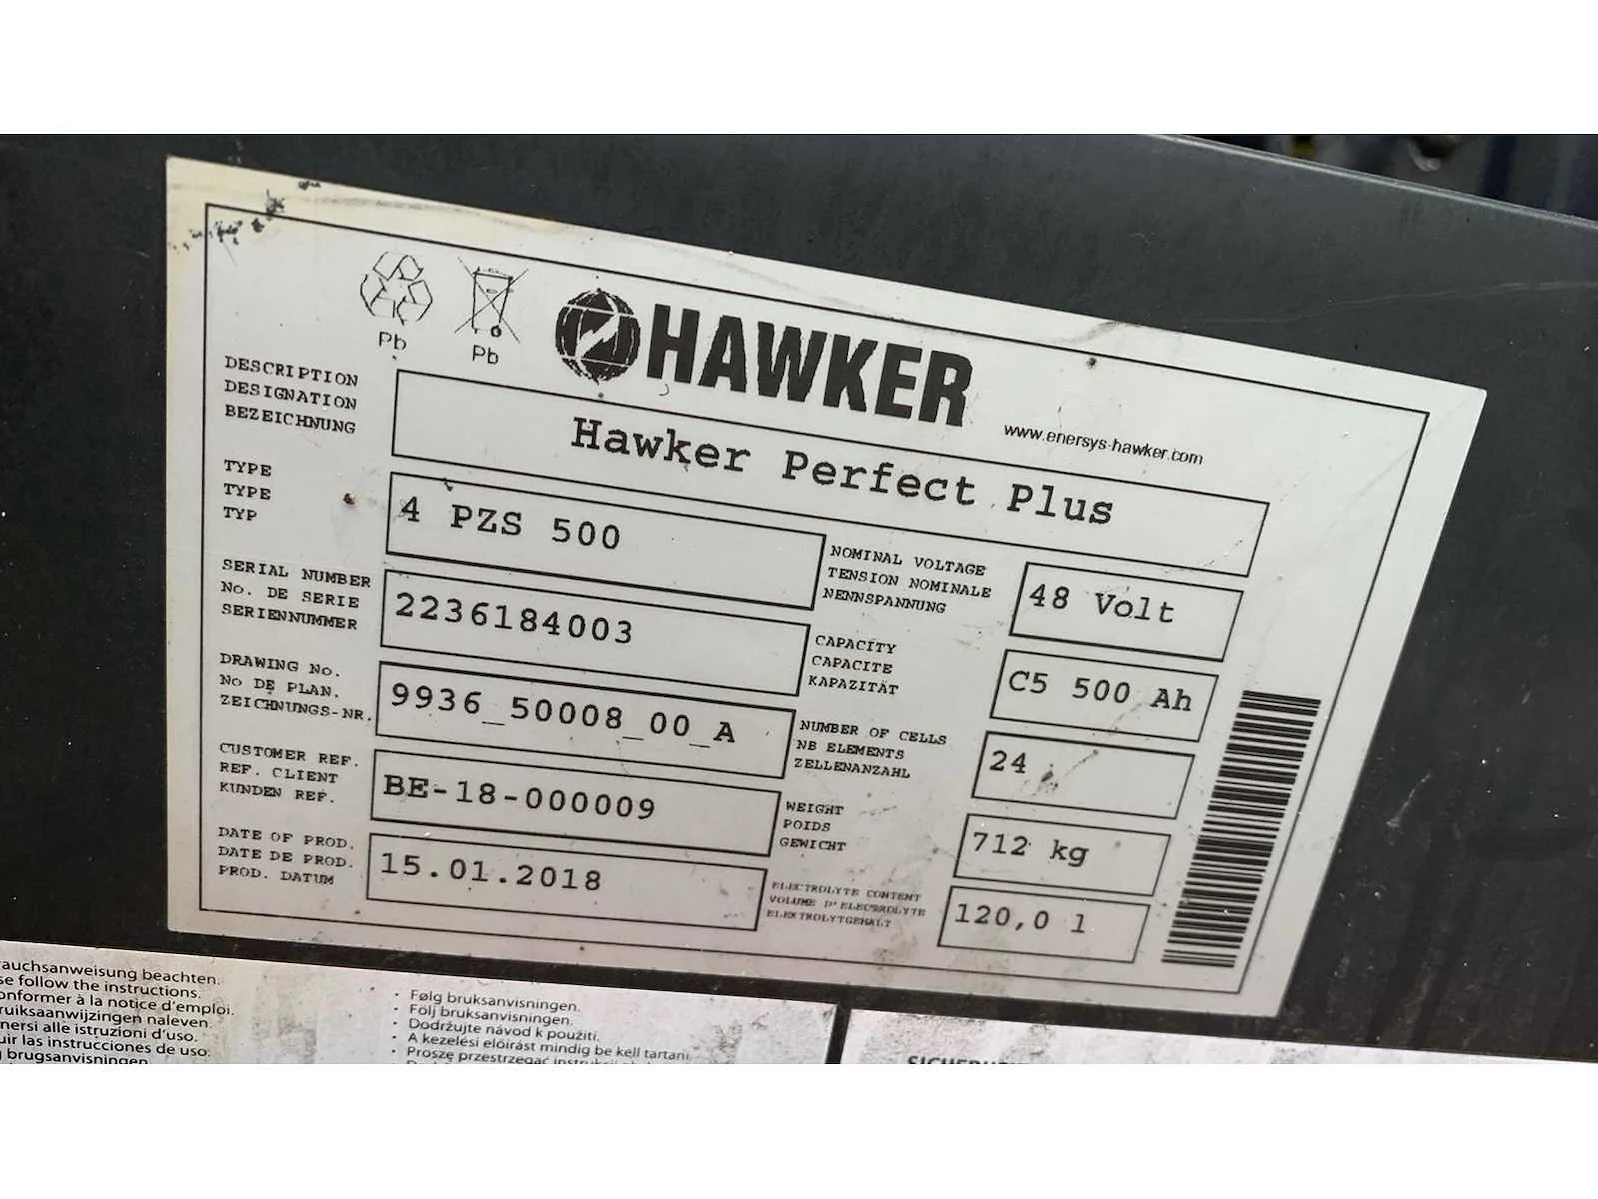 Pb
Pb
HAWKER
www.enersys-hawker.com
DESCRIPTION
DESIGNATION
BEZEICHNUNG
Hawker Perfect Plus
TYPE
TYPE
TYP
4 PZS 500
NOMINAL VOLTAGE
TENSION NOMINALE
NENNSPANNUNG
48 Volt
SERIAL NUMBER
No. DE SERIE
SERIENNUMMER
2236184003
CAPACITY
CAPACITE
KAPAZITÄT
C5 500 Ah
DRAWING No.
No DE PLAN.
ZEICHNUNGS-NR.
9936_50008_00_A
NUMBER OF CELLS
NB ELEMENTS
ZELLENANZAHL
24
CUSTOMER REF.
REF. CLIENT
KUNDEN REF.
BE-18-000009
WEIGHT
POIDS
GEWICHT
712 kg
DATE OF PROD.
DATE DE PROD.
PROD. DATUM
15.01.2018
ELECTROLYTE CONTENT
VOLUME D'ELECTROLYTE
ELEKTROLYTGEHALT
120,0 l
beachten.
follow the instructions.
à la notice d'emploi.
naleven.
alle istruzioni d'uso.
las instrucciones de uso.
brugsanvisningen
• Følg bruksanvisningen.
• Följ bruksanvisningen.
• Dodržujte návod k použití.
• A kezelési előírást mindig be kell tartani
• Proszę przestrzegać